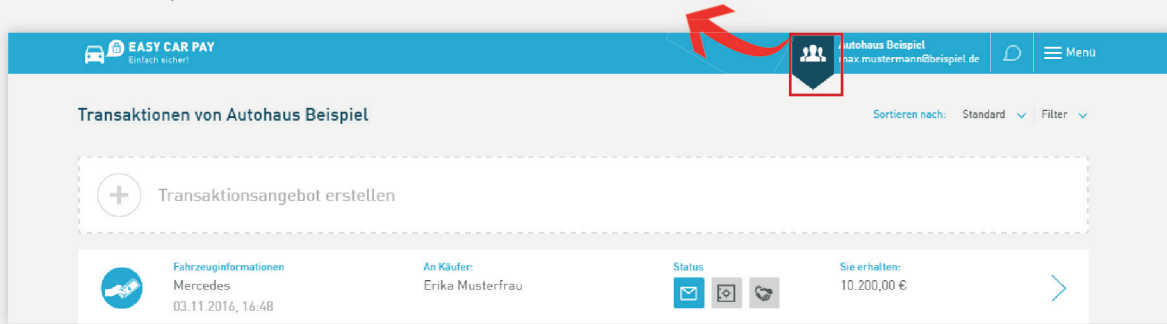 EASY CAR PAY
Einfach sicher!
Autohaus Beispiel
max.mustermann@beispiel.de
Menü
Transaktionen von Autohaus Beispiel
Sortieren nach: Standard Filter
Transaktionsangebot erstellen
Fahrzeuginformationen An Käufer: Status Sie erhalten:
Mercedes Erika Musterfrau 10.200,00 €
03.11.2016, 16:48